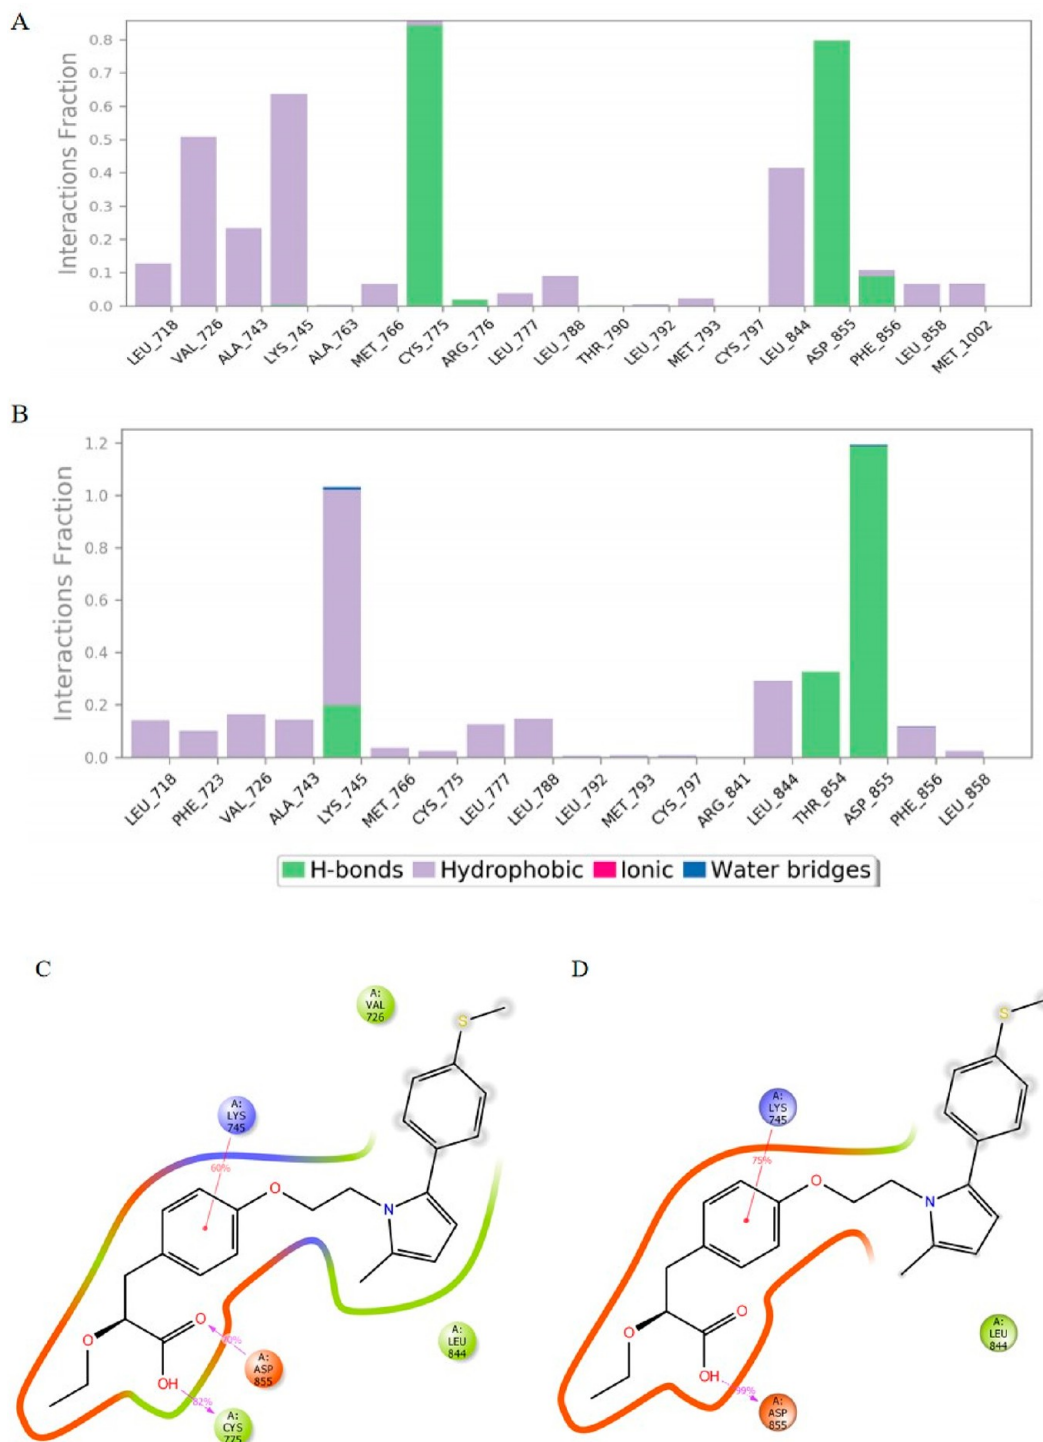 A
Interactions Fraction
0.8
0.7
0.6
0.5
0.4
0.3
0.2
0.1
0.0
LEU_718 VAL_726 ALA_743 LYS_745 ALA_763 MET_766 CYS_775 ARG_776 LEU_777 LEU_788 THR_790 LEU_792 MET_793 CYS_797 LEU_844 ASP_855 PHE_856 LEU_858 MET_1002
B
Interactions Fraction
1.2
1.0
0.8
0.6
0.4
0.2
0.0
LEU_718 PHE_723 VAL_726 ALA_743 LYS_745 MET_766 CYS_775 LEU_777 LEU_788 LEU_792 MET_793 CYS_797 ARG_841 LEU_844 THR_854 ASP_855 PHE_856 LEU_858
H-bonds Hydrophobic Ionic Water bridges
C
A:
VAL
726
S
A:
LYS
745
60%
O
N
O
O
OH
82%
A:
ASP
855
A:
LEU
844
A:
CYS
775
D
S
A:
LYS
745
75%
O
N
O
O
OH
99%
A:
LEU
844
A:
ASP
855